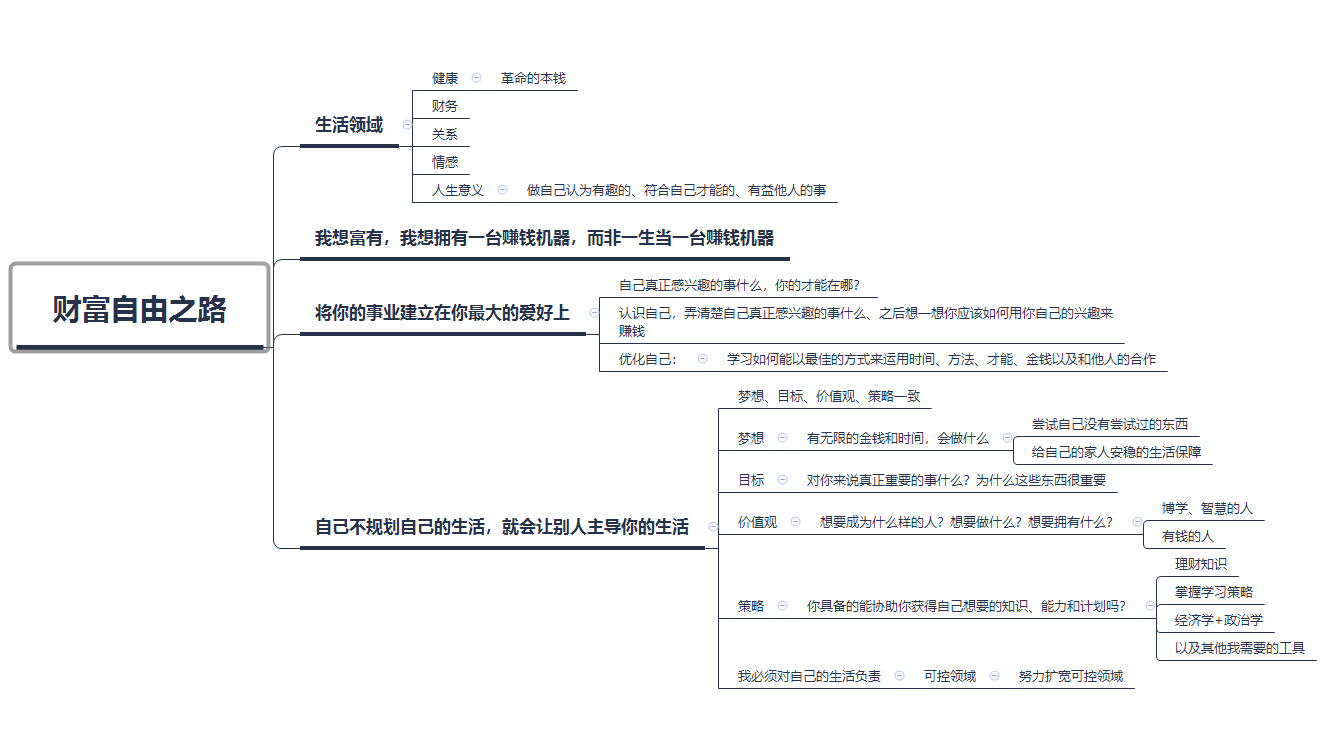 财富自由之路
生活领域
健康
革命的本钱
财务
关系
情感
人生意义
做自己认为有趣的、符合自己才能的、有益他人的事
我想富有，我想拥有一台赚钱机器，而非一生当一台赚钱机器
将你的事业建立在你最大的爱好上
自己真正感兴趣的事什么，你的才能在哪？
认识自己，弄清楚自己真正感兴趣的事什么、之后想一想你应该如何用你自己的兴趣来
赚钱
优化自己：
学习如何能以最佳的方式来运用时间、方法、才能、金钱以及和他人的合作
自己不规划自己的生活，就会让别人主导你的生活
梦想、目标、价值观、策略一致
梦想
有无限的金钱和时间，会做什么
尝试自己没有尝试过的东西
给自己的家人安稳的生活保障
目标
对你来说真正重要的事什么？为什么这些东西很重要
价值观
想要成为什么样的人？想要做什么？想要拥有什么？
博学、智慧的人
有钱的人
策略
你具备的能协助你获得自己想要的知识、能力和计划吗？
理财知识
掌握学习策略
经济学+政治学
以及其他我需要的工具
我必须对自己的生活负责
可控领域
努力扩宽可控领域